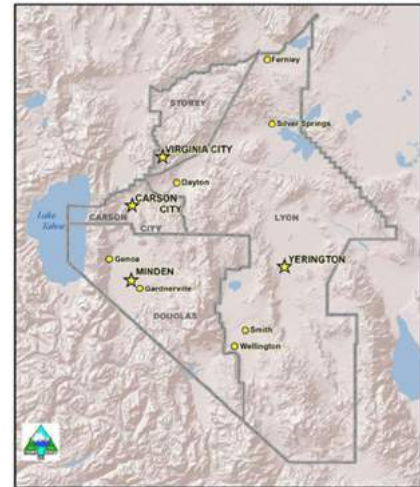 Fernley
STOREY
Silver Springs
VIRGINIA CITY
Dayton
CARSON
CITY
Lake
Tahoe
CARSON
CITY
LYON
Genoa
YERINGTON
MINDEN
Gardnerville
DOUGLAS
Smith
Wellington